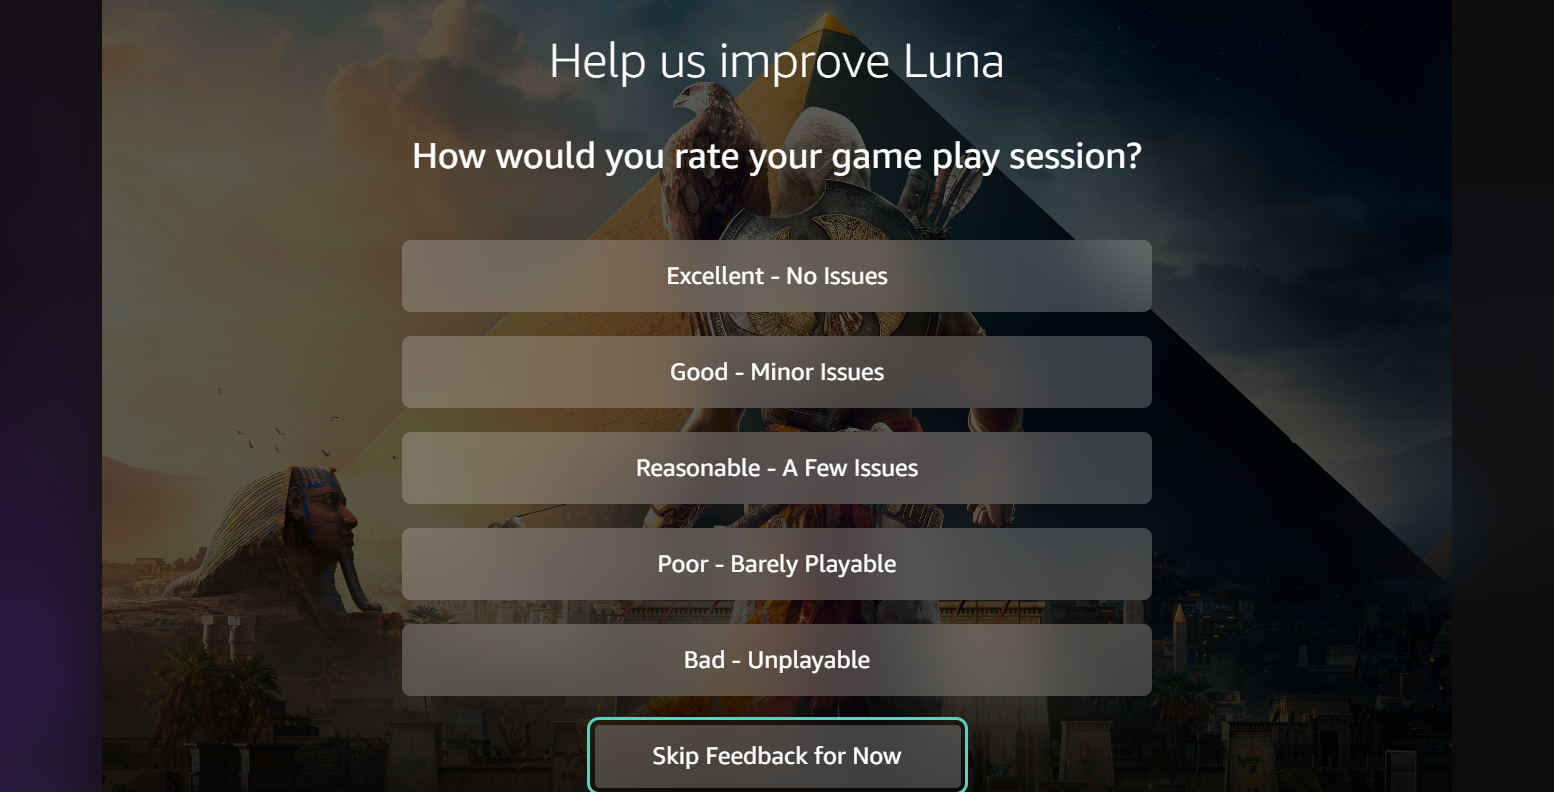 Help us improve Luna
How would you rate your game play session?
Excellent - No Issues
Good - Minor Issues
Reasonable - A Few Issues
Poor - Barely Playable
Bad - Unplayable
Skip Feedback for Now